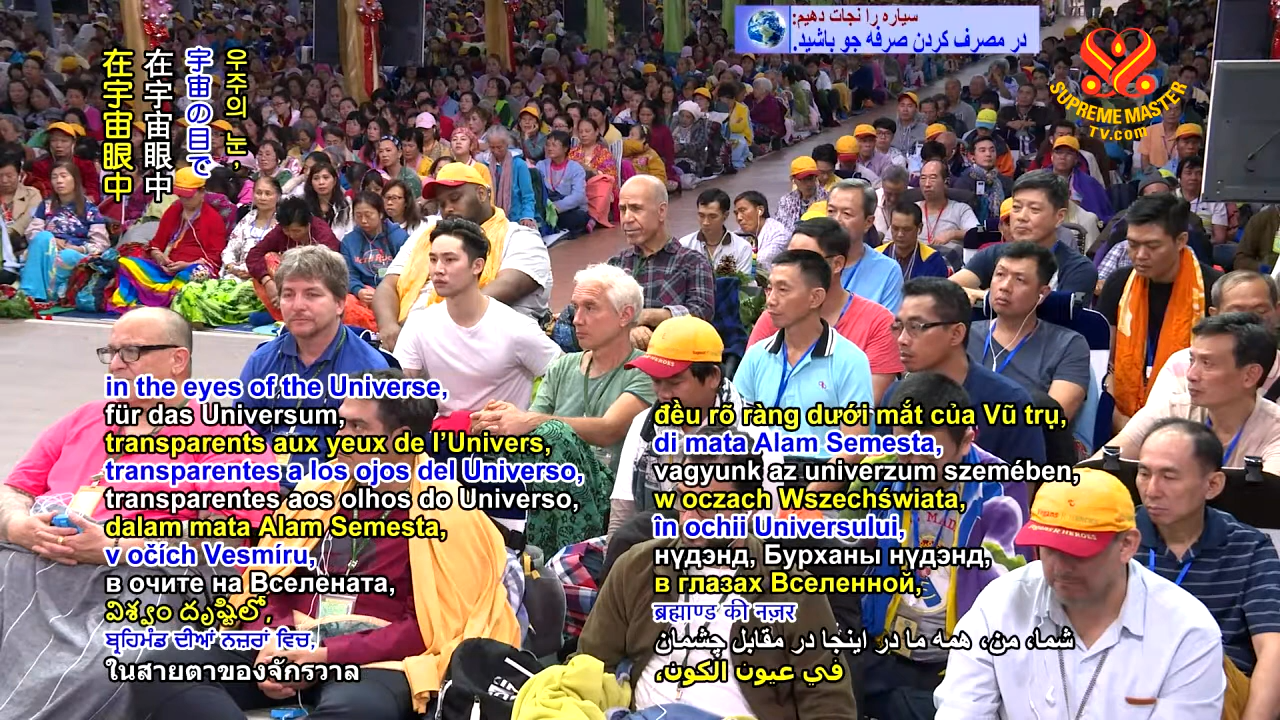 سیاره را نجات دهیم:
در مصرف کردن صرفه جو باشید.
SUPREME MASTER
TV.com
우주의 눈,
宇宙の目で
在宇宙眼中
在宇宙眼中
in the eyes of the Universe,
für das Universum,
transparents aux yeux de l’Univers,
transparentes a los ojos del Universo,
transparentes aos olhos do Universo,
dalam mata Alam Semesta,
v očích Vesmíru,
в очите на Вселената,
విశ్వం దృష్టిలో,
ਬ੍ਰਹਿਮੰਡ ਦੀਆਂ ਨਜ਼ਰਾਂ ਵਿਚ,
ในสายตาของจักรวาล
đều rõ ràng dưới mắt của Vũ trụ,
di mata Alam Semesta,
vagyunk az univerzum szemében,
w oczach Wszechświata,
în ochii Universului,
нүдэнд, Бурханы нүдэнд,
в глазах Вселенной,
ब्रह्माण्ड की नज़र
شما، من، همه ما در اینجا در مقابل چشمان
في عيون الكون،